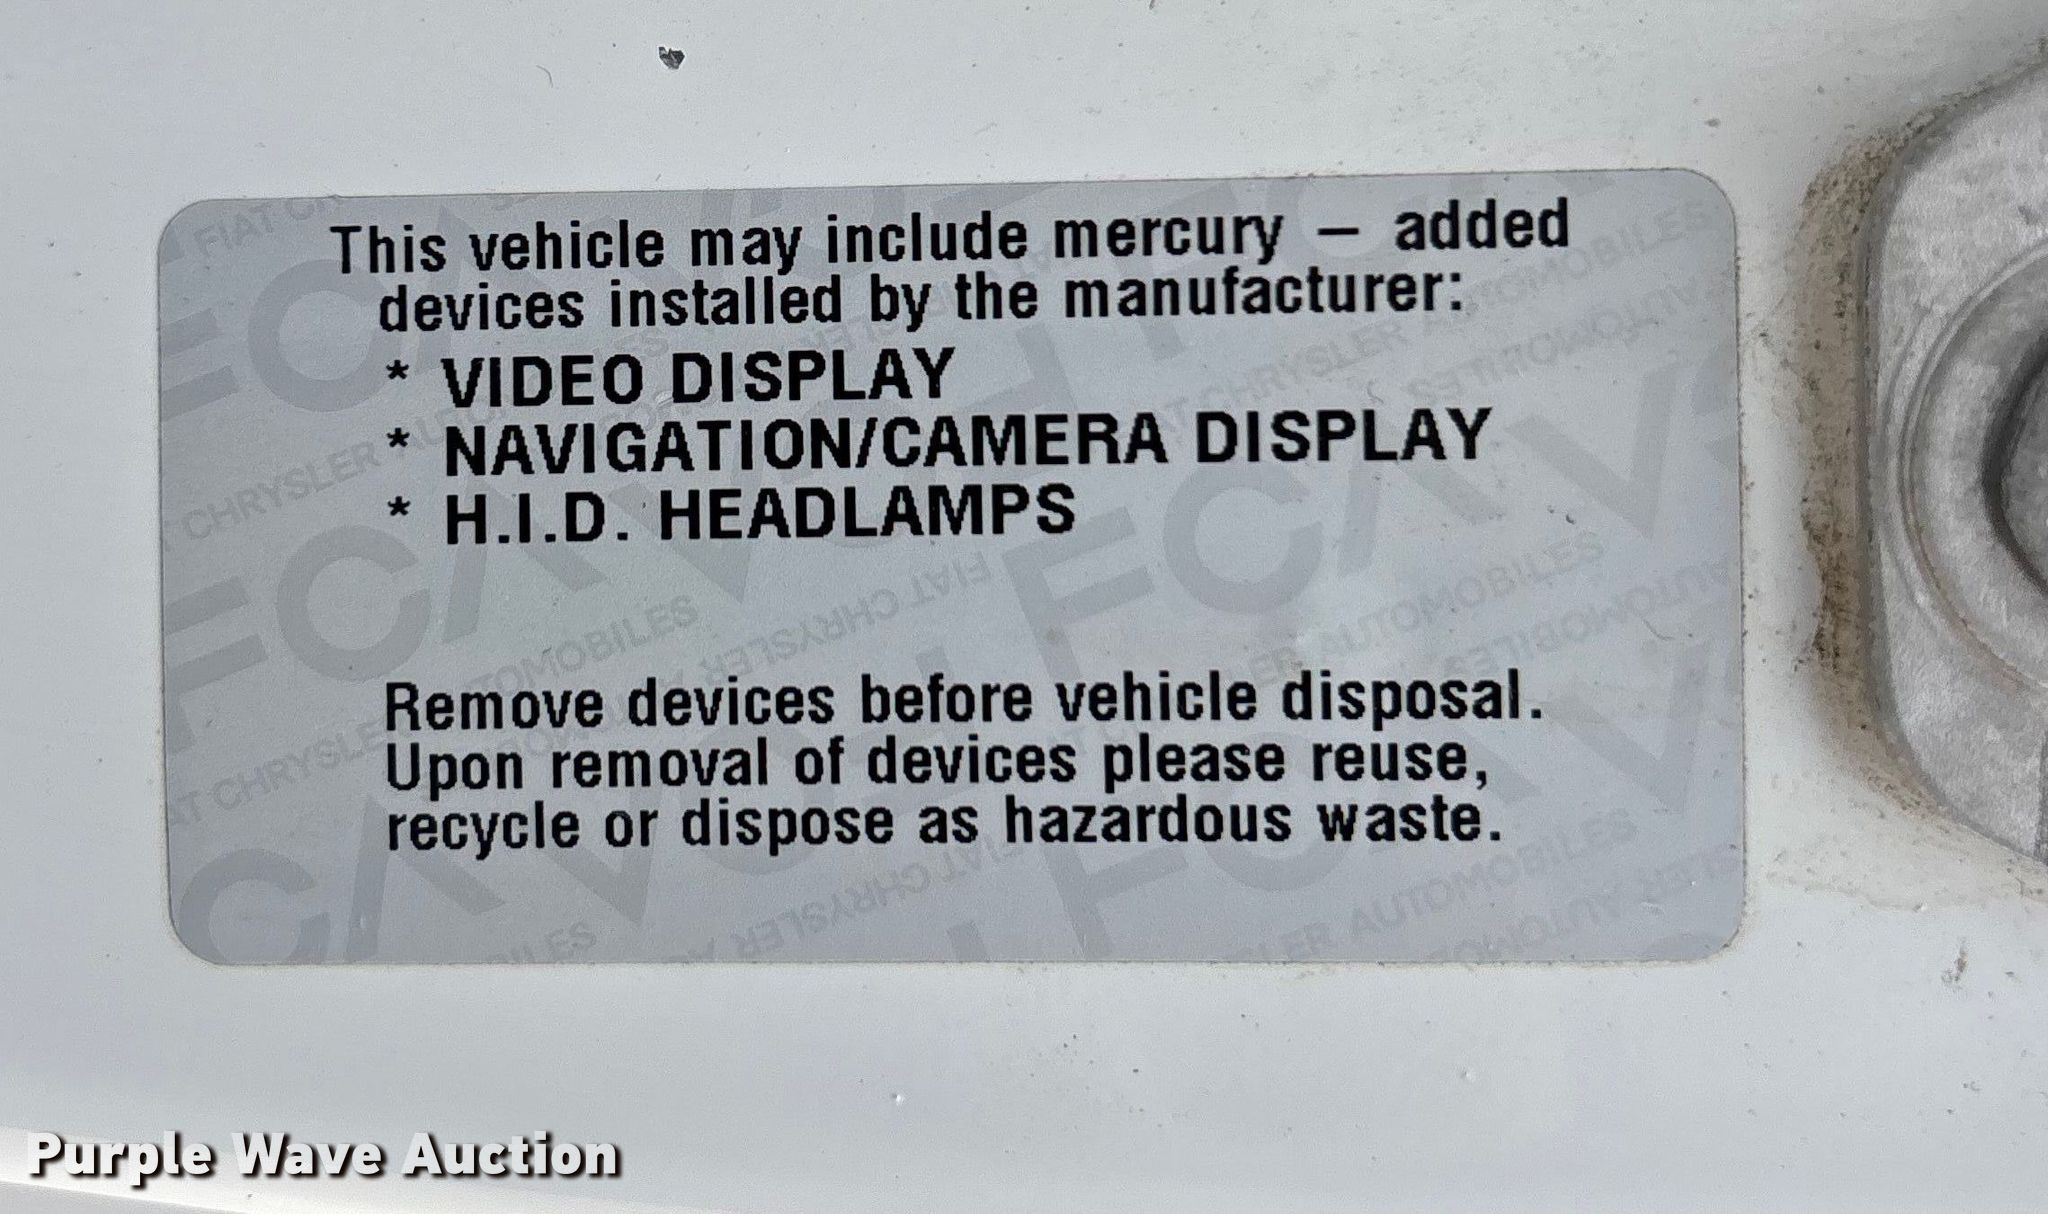 This vehicle may include mercury – added
devices installed by the manufacturer:
* VIDEO DISPLAY
* NAVIGATION/CAMERA DISPLAY
* H.I.D. HEADLAMPS
Remove devices before vehicle disposal.
Upon removal of devices please reuse,
recycle or dispose as hazardous waste.
Purple Wave Auction